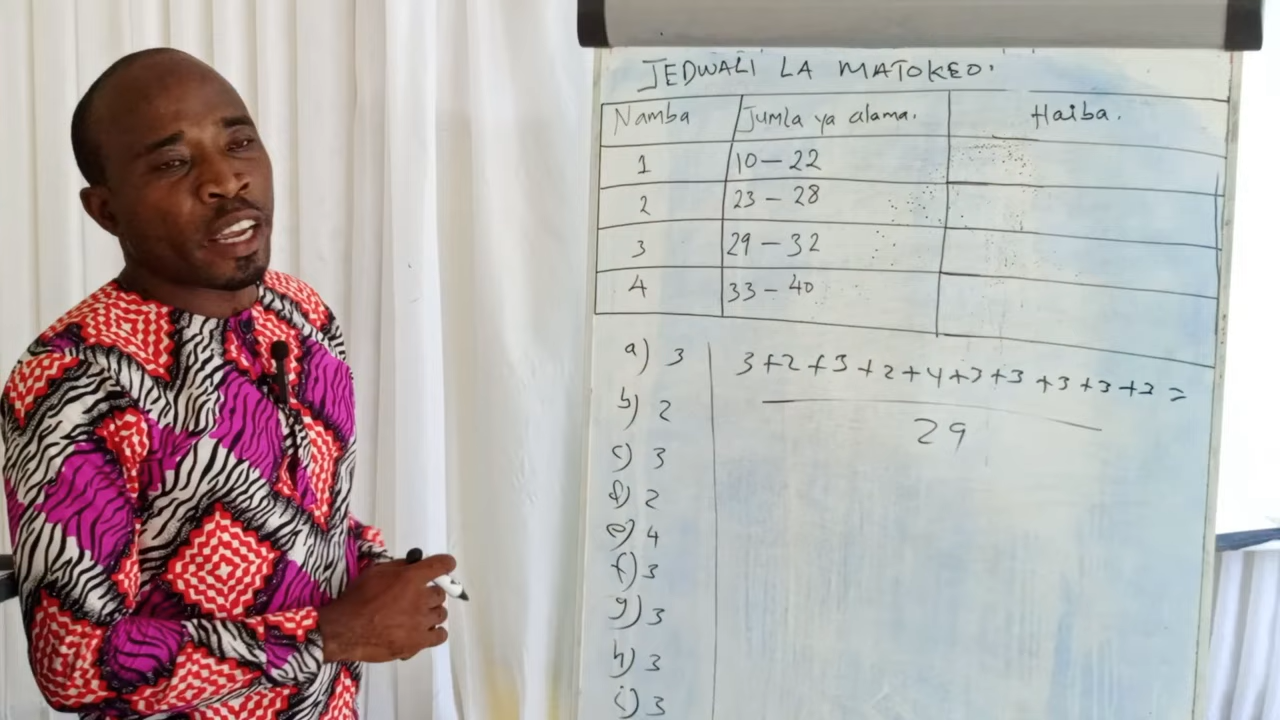 JEDWALI LA MATOKEO.
Namba Jumla ya alama. Haiba.
1 10 – 22
2 23 – 28
3 29 – 32
4 33 – 40
a) 3
b) 2
c) 3
d) 2
e) 4
f) 3
g) 3
h) 3
i) 3
3+2+3+2+4+3+3+3+3+3=
29